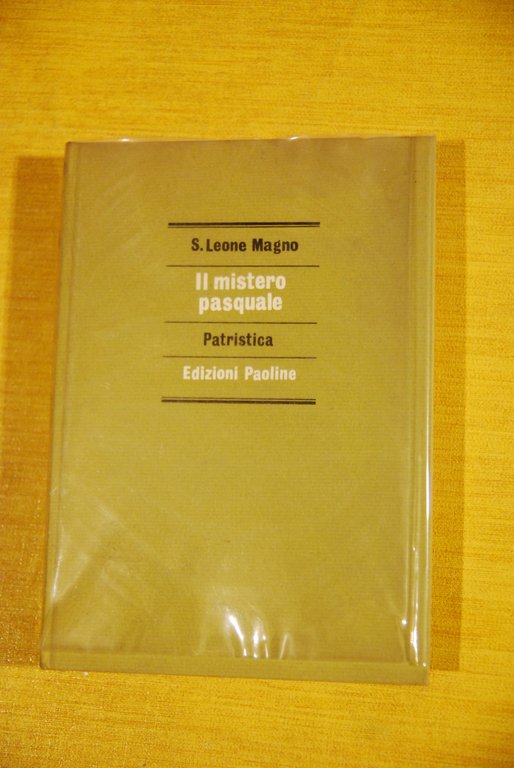 S. Leone Magno
Il mistero
pasquale
Patristica
Edizioni Paoline